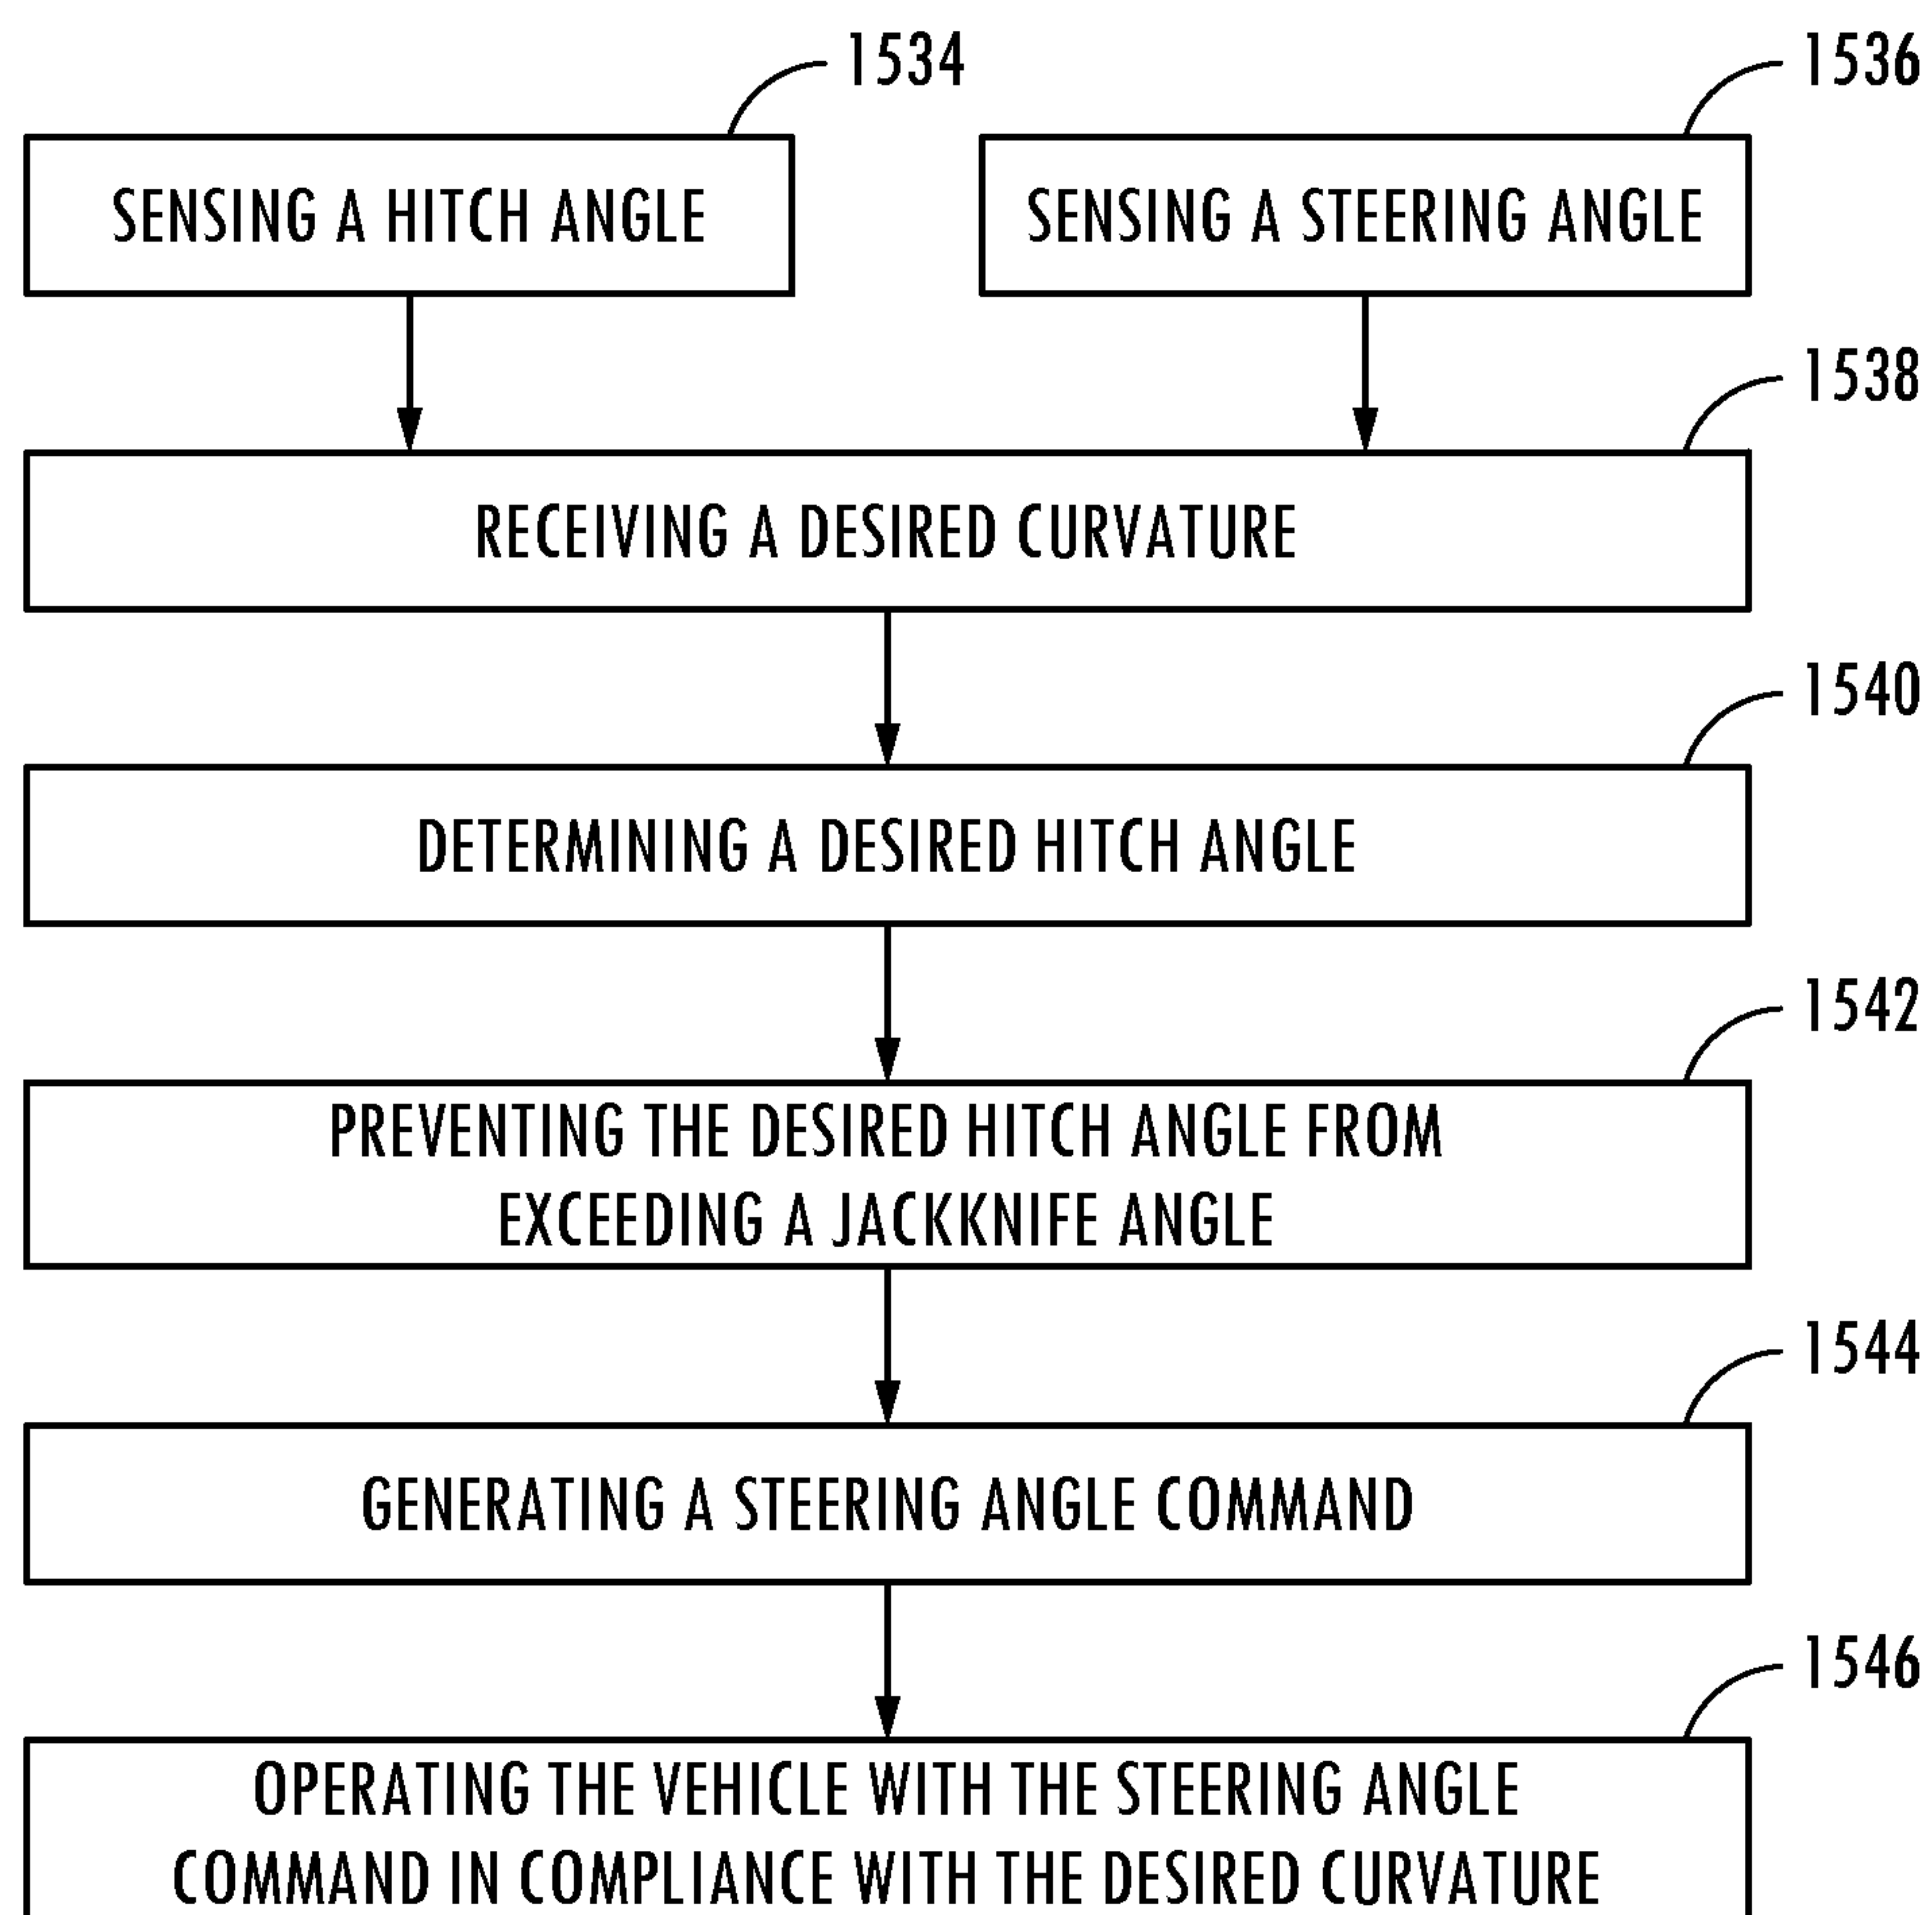 1534
1536
SENSING A HITCH ANGLE
SENSING A STEERING ANGLE
1538
RECEIVING A DESIRED CURVATURE
1540
DETERMINING A DESIRED HITCH ANGLE
1542
PREVENTING THE DESIRED HITCH ANGLE FROM
EXCEEDING A JACKKNIFE ANGLE
1544
GENERATING A STEERING ANGLE COMMAND
1546
OPERATING THE VEHICLE WITH THE STEERING ANGLE
COMMAND IN COMPLIANCE WITH THE DESIRED CURVATURE